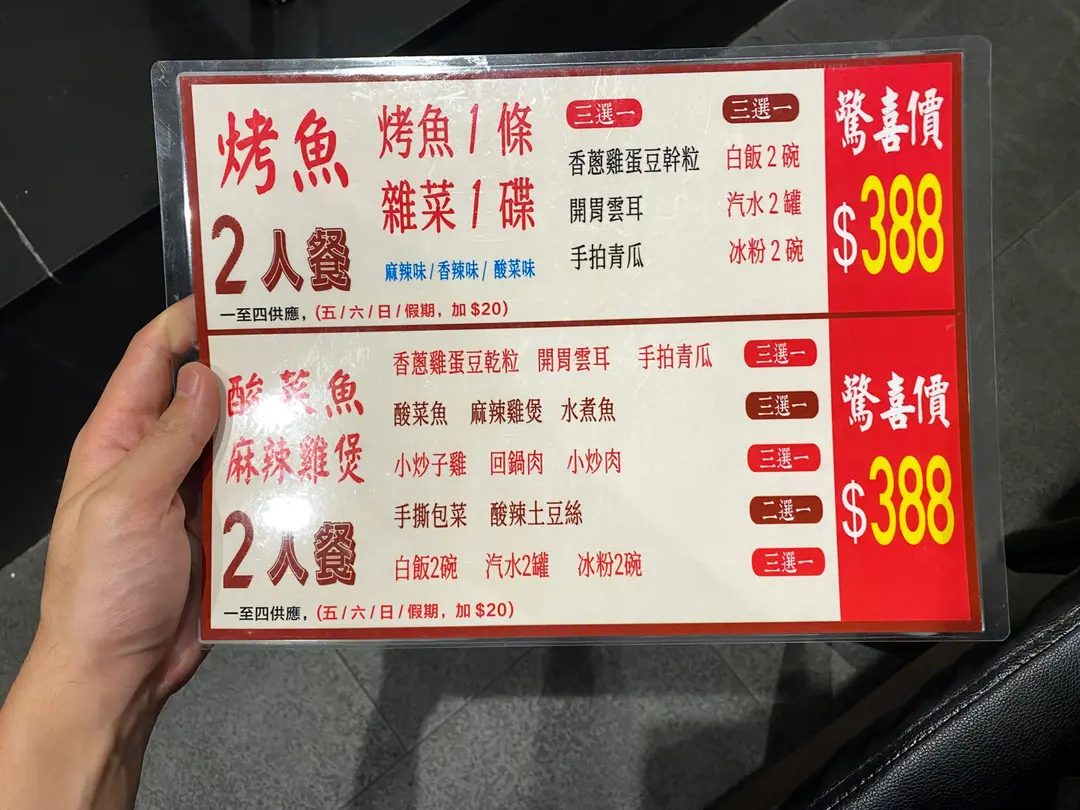 烤魚
2人餐
烤魚1條
雜菜1碟
麻辣味/香辣味/酸菜味
三選一
香蔥雞蛋豆幹粒
開胃雲耳
手拍青瓜
三選一
白飯2碗
汽水2罐
冰粉2碗
一至四供應，(五/六/日/假期，加$20)
驚喜價
$388
酸菜魚
麻辣雞煲
2人餐
香蔥雞蛋豆乾粒 開胃雲耳 手拍青瓜 三選一
酸菜魚 麻辣雞煲 水煮魚 三選一
小炒子雞 回鍋肉 小炒肉 三選一
手撕包菜 酸辣土豆絲 二選一
白飯2碗 汽水2罐 冰粉2碗 三選一
一至四供應，(五/六/日/假期，加$20)
驚喜價
$388